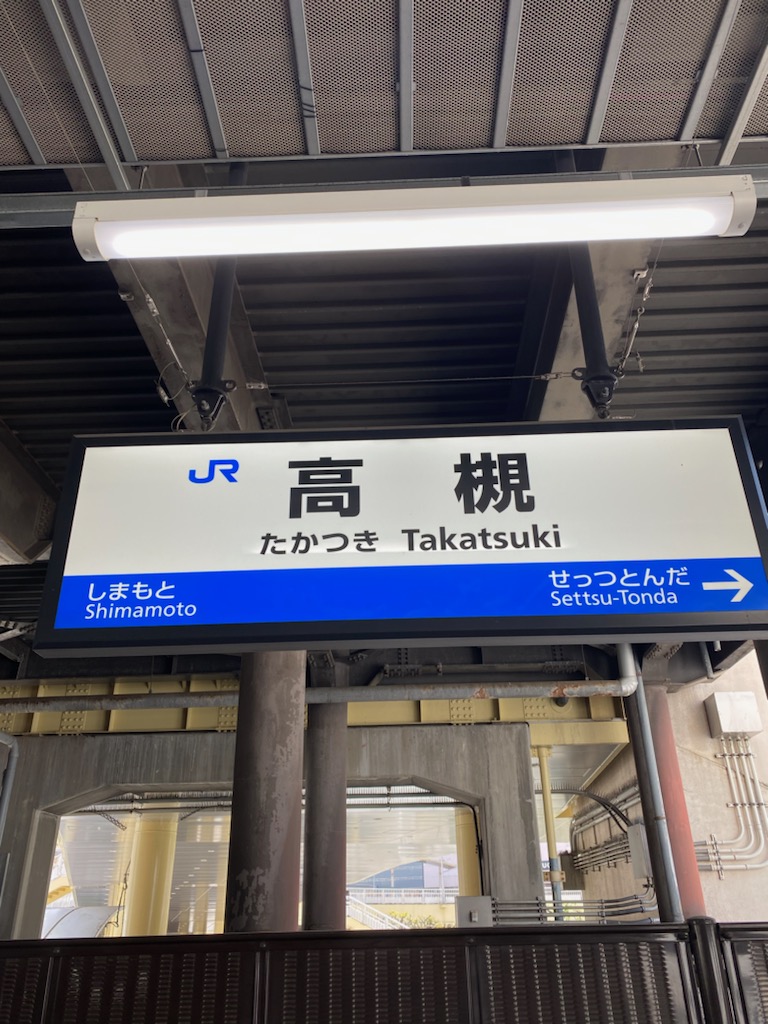 JR 高槻
たかつき Takatsuki
しまもと せっつとんだ
Shimamoto Settsu-Tonda →